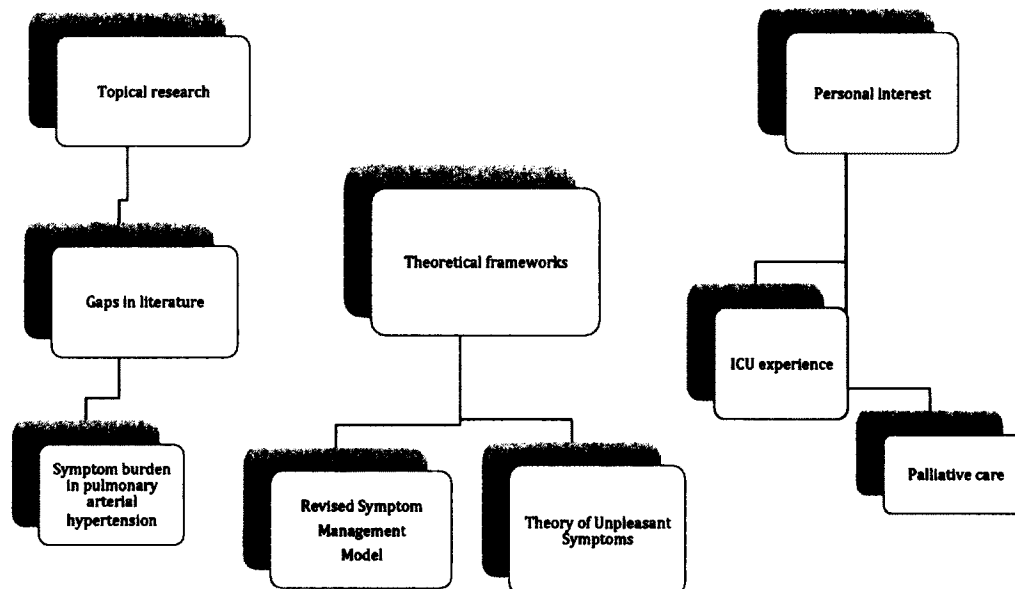 Topical research
Gaps in literature
Symptom burden
in pulmonary
arterial
hypertension
Theoretical frameworks
Revised Symptom
Management
Model
Theory of Unpleasant
Symptoms
Personal interest
ICU experience
Palliative care